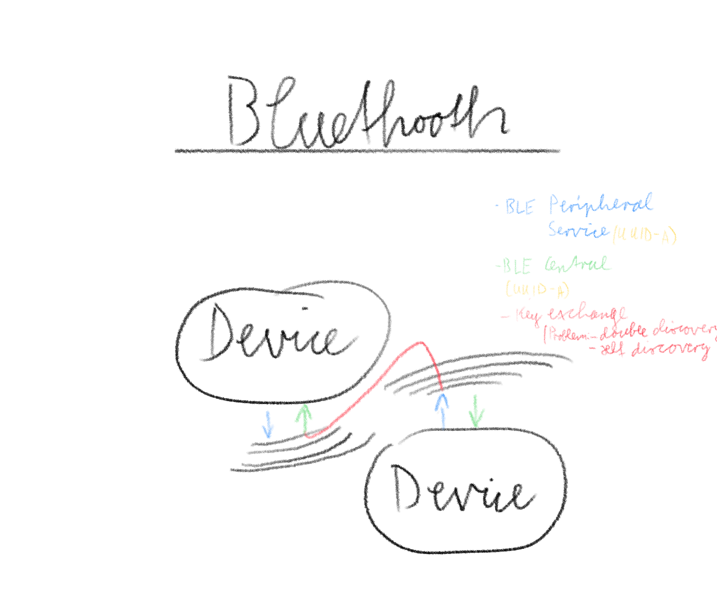 Bluethooth
- BLE Peripheral
Service (UUID-A)
- BLE Central
(UUID-A)
- Key exchange
(Problem: - double discovery
- self discovery
Device
Device